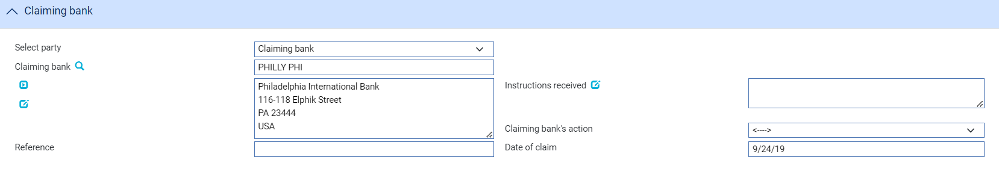 Claiming bank
Select party
Claiming bank
Claiming bank
PHILLY PHI
Philadelphia International Bank
116-118 Elphik Street
PA 23444
USA
Instructions received
Claiming bank's action
<---->
Reference
Date of claim
9/24/19